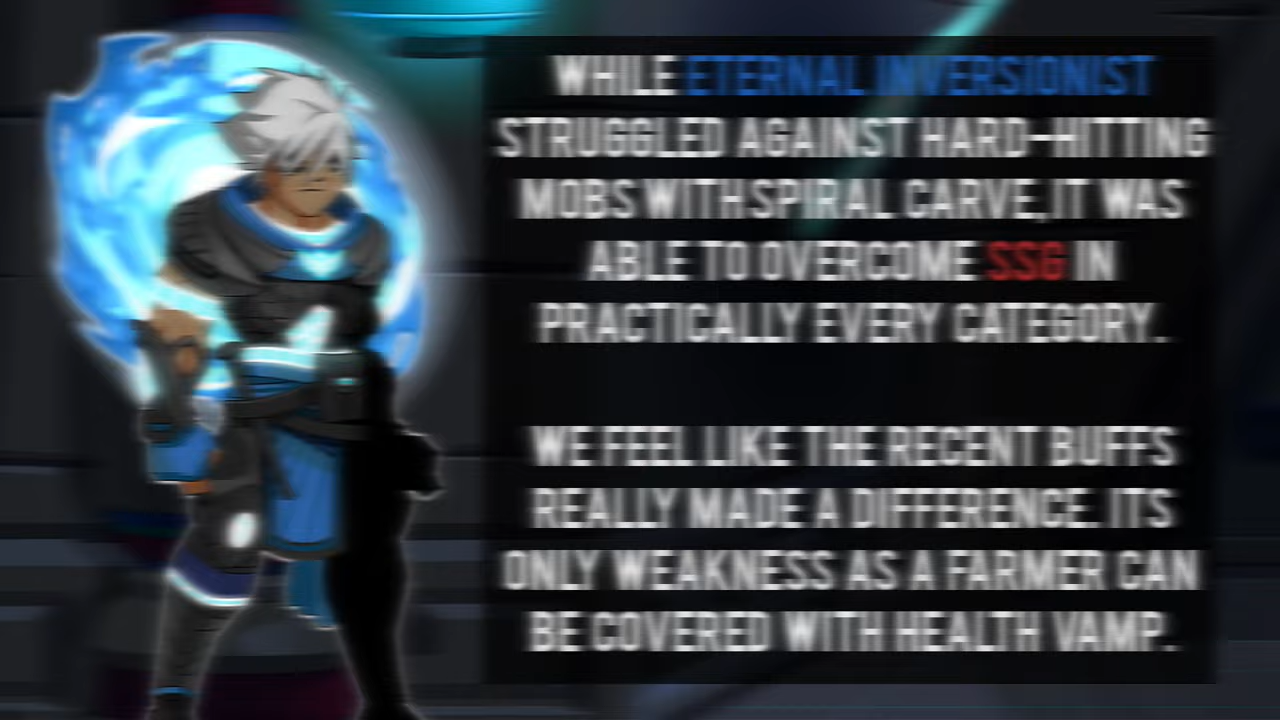 WHILE ETERNAL INVERSIONIST
STRUGGLED AGAINST HARD-HITTING
MOBS WITH SPIRAL CARVE, IT WAS
ABLE TO OVERCOME SSG IN
PRACTICALLY EVERY CATEGORY.
WE FEEL LIKE THE RECENT BUFFS
REALLY MADE A DIFFERENCE. ITS
ONLY WEAKNESS AS A FARMER CAN
BE COVERED WITH HEALTH VAMP.